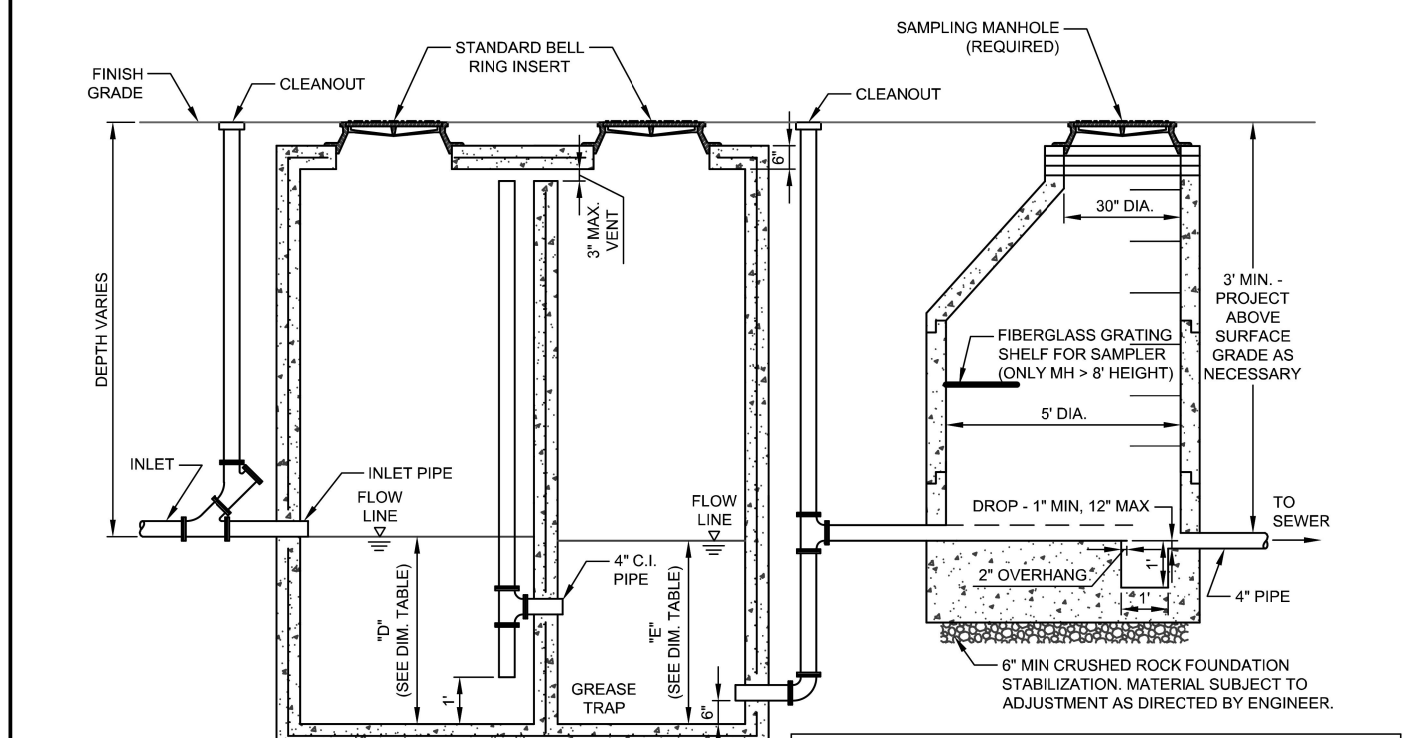 SAMPLING MANHOLE
(REQUIRED)
STANDARD BELL
RING INSERT
FINISH
GRADE
CLEANOUT
CLEANOUT
6"
3" MAX.
VENT
30" DIA.
DEPTH VARIES
3' MIN. -
PROJECT
ABOVE
SURFACE
GRADE AS
NECESSARY
FIBERGLASS GRATING
SHELF FOR SAMPLER
(ONLY MH > 8' HEIGHT)
5' DIA.
INLET
INLET PIPE
FLOW
LINE
FLOW
LINE
DROP - 1" MIN, 12" MAX
TO
SEWER
4" C.I.
PIPE
2" OVERHANG
1'
1'
4" PIPE
"D"
(SEE DIM. TABLE)
"E"
(SEE DIM. TABLE)
1'
GREASE
TRAP
6"
6" MIN CRUSHED ROCK FOUNDATION
STABILIZATION. MATERIAL SUBJECT TO
ADJUSTMENT AS DIRECTED BY ENGINEER.